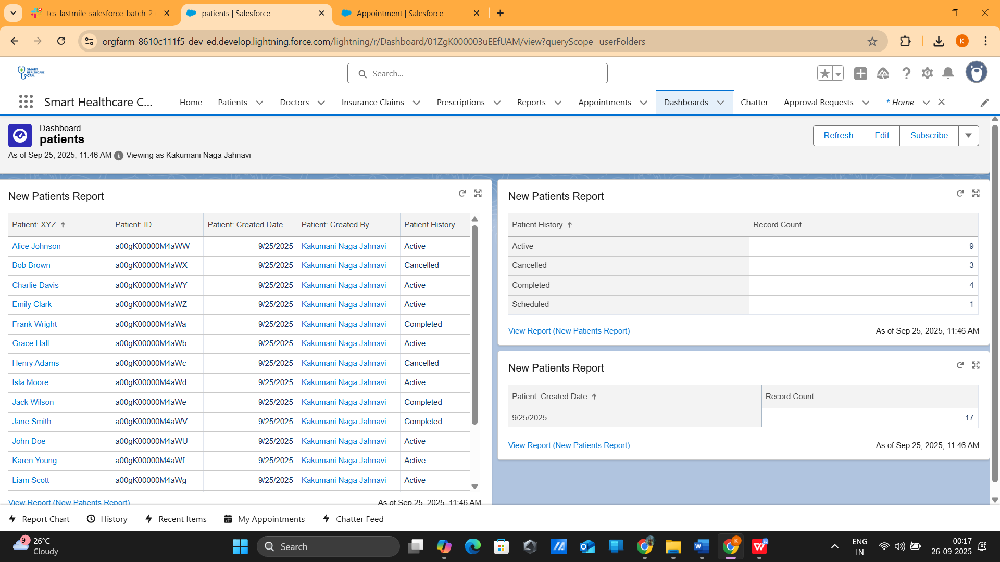 tcs-lastmile-salesforce-batch-2
patients | Salesforce
Appointment | Salesforce
orgfarm-8610c111f5-dev-ed.develop.lightning.force.com/lightning/r/Dashboard/01ZgK000003uEEfUAM/view?queryScope=userFolders
K
SMART HEALTHCARE CRM
Search...
Smart Healthcare C...
Home Patients Doctors Insurance Claims Prescriptions Reports Appointments Dashboards Chatter Approval Requests * Home
Dashboard
patients
As of Sep 25, 2025, 11:46 AM·Viewing as Kakumani Naga Jahnavi
Refresh Edit Subscribe
New Patients Report
Patient: XYZ ↑ Patient: ID Patient: Created Date Patient: Created By Patient History
Alice Johnson a00gK00000M4aWW 9/25/2025 Kakumani Naga Jahnavi Active
Bob Brown a00gK00000M4aWX 9/25/2025 Kakumani Naga Jahnavi Cancelled
Charlie Davis a00gK00000M4aWY 9/25/2025 Kakumani Naga Jahnavi Active
Emily Clark a00gK00000M4aWZ 9/25/2025 Kakumani Naga Jahnavi Active
Frank Wright a00gK00000M4aWa 9/25/2025 Kakumani Naga Jahnavi Completed
Grace Hall a00gK00000M4aWb 9/25/2025 Kakumani Naga Jahnavi Active
Henry Adams a00gK00000M4aWc 9/25/2025 Kakumani Naga Jahnavi Cancelled
Isla Moore a00gK00000M4aWd 9/25/2025 Kakumani Naga Jahnavi Active
Jack Wilson a00gK00000M4aWe 9/25/2025 Kakumani Naga Jahnavi Completed
Jane Smith a00gK00000M4aWV 9/25/2025 Kakumani Naga Jahnavi Completed
John Doe a00gK00000M4aWU 9/25/2025 Kakumani Naga Jahnavi Active
Karen Young a00gK00000M4aWf 9/25/2025 Kakumani Naga Jahnavi Active
Liam Scott a00gK00000M4aWg 9/25/2025 Kakumani Naga Jahnavi Active
View Report (New Patients Report) As of Sep 25, 2025, 11:46 AM
New Patients Report
Patient History ↑ Record Count
Active 9
Cancelled 3
Completed 4
Scheduled 1
View Report (New Patients Report) As of Sep 25, 2025, 11:46 AM
New Patients Report
Patient: Created Date ↑ Record Count
9/25/2025 17
View Report (New Patients Report) As of Sep 25, 2025, 11:46 AM
Report Chart History Recent Items My Appointments Chatter Feed
9+
26°C
Cloudy
Search
ENG
IN
00:17
26-09-2025